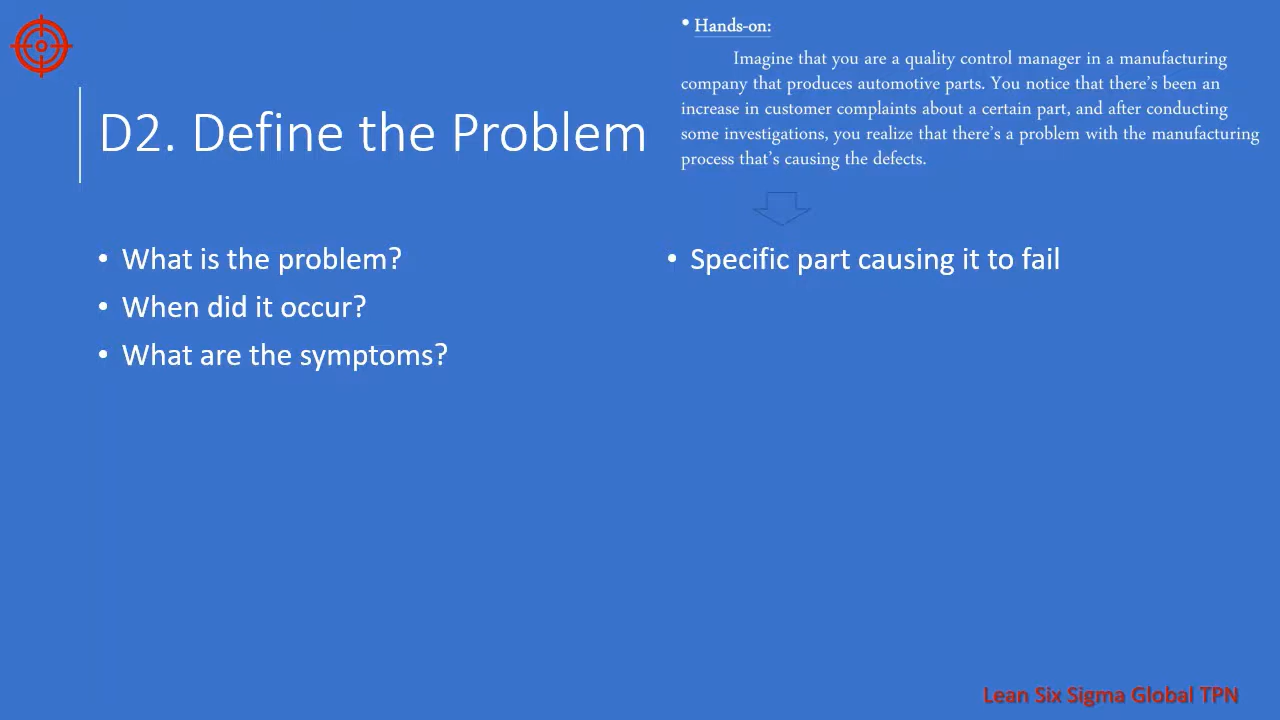 • Hands-on:
Imagine that you are a quality control manager in a manufacturing
company that produces automotive parts. You notice that there's been an
increase in customer complaints about a certain part, and after conducting
some investigations, you realize that there's a problem with the manufacturing
process that's causing the defects.
D2. Define the Problem
• What is the problem?
• When did it occur?
• What are the symptoms?
• Specific part causing it to fail
Lean Six Sigma Global TPN